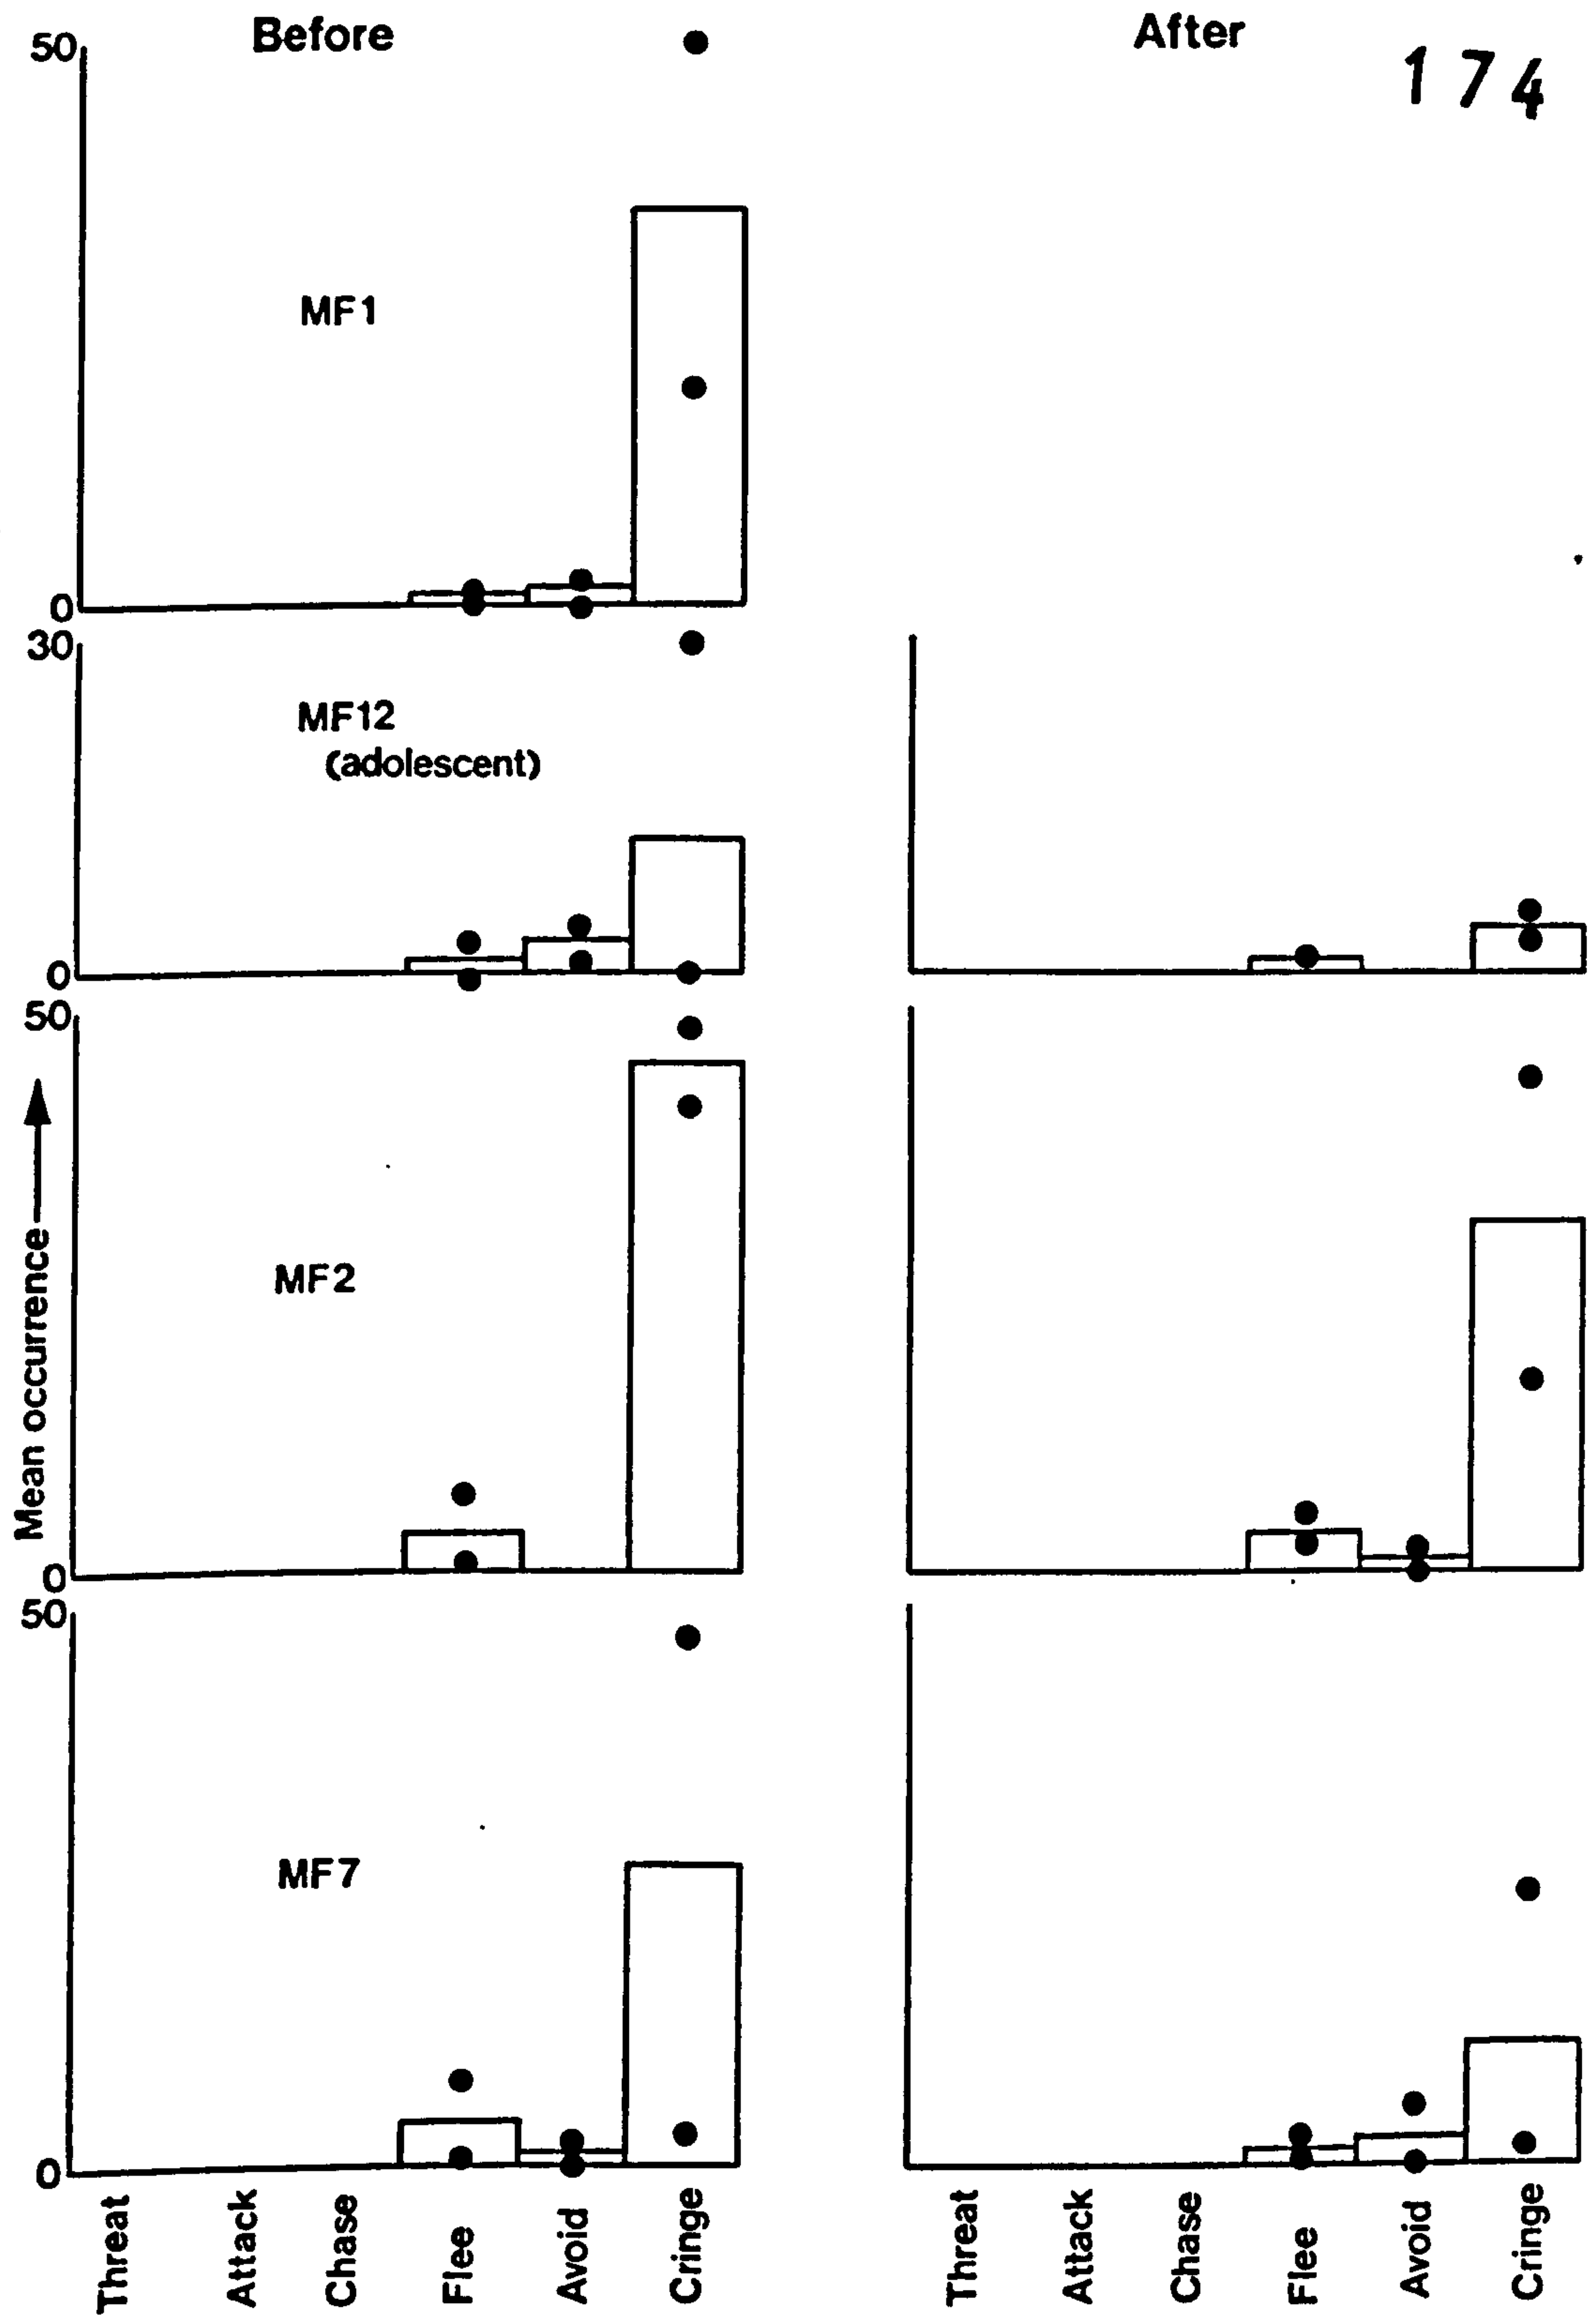 Before
After
174
50
MF1
0
30
MF12
(adolescent)
0
50
MF2
0
50
MF7
0
Mean occurrence
Threat
Attack
Chase
Flee
Avoid
Cringe
Threat
Attack
Chase
Flee
Avoid
Cringe